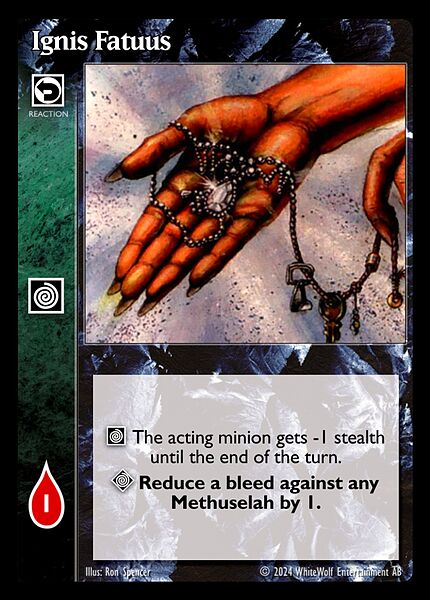 Ignis Fatuus
REACTION
The acting minion gets -1 stealth
until the end of the turn.
Reduce a bleed against any
Methuselah by 1.
1
Illus: Ron Spencer
© 2024 WhiteWolf Entertainment AB